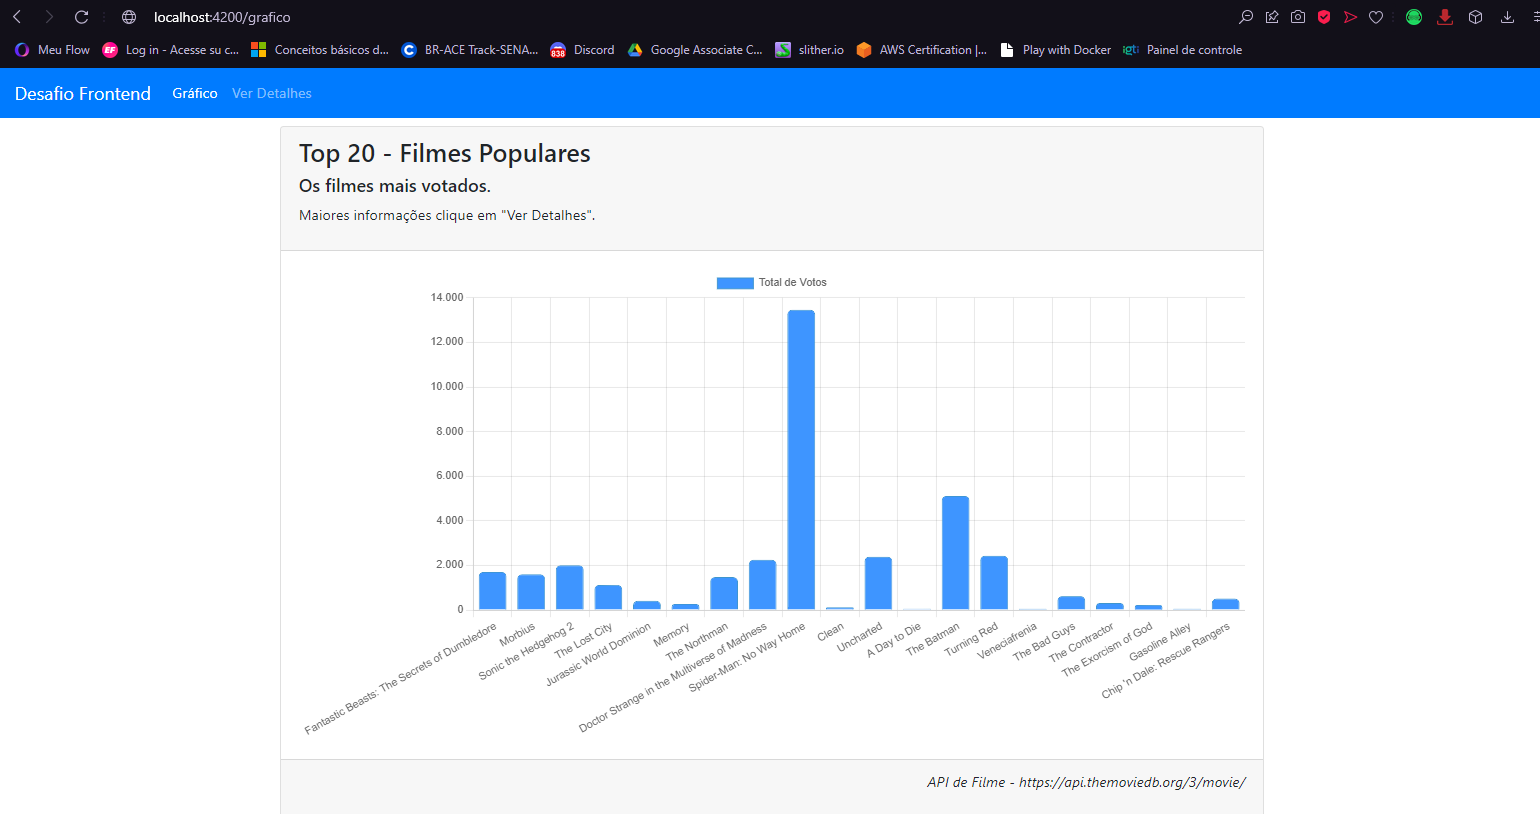 localhost:4200/grafico
Meu Flow
EF
Log in - Acesse su c...
Conceitos básicos d...
C
BR-ACE Track-SENA...
838
Discord
Google Associate C...
slither.io
AWS Certification |...
Play with Docker
igti
Painel de controle
Desafio Frontend Gráfico Ver Detalhes
Top 20 - Filmes Populares
Os filmes mais votados.
Maiores informações clique em "Ver Detalhes".
Total de Votos
14.000
12.000
10.000
8.000
6.000
4.000
2.000
0
Fantastic Beasts: The Secrets of Dumbledore
Morbius
Sonic the Hedgehog 2
The Lost City
Jurassic World Dominion
Memory
The Northman
Doctor Strange in the Multiverse of Madness
Spider-Man: No Way Home
Clean
Uncharted
A Day to Die
The Batman
Turning Red
Veneciafrenia
The Bad Guys
The Contractor
The Exorcism of God
Gasoline Alley
Chip 'n Dale: Rescue Rangers
API de Filme - https://api.themoviedb.org/3/movie/